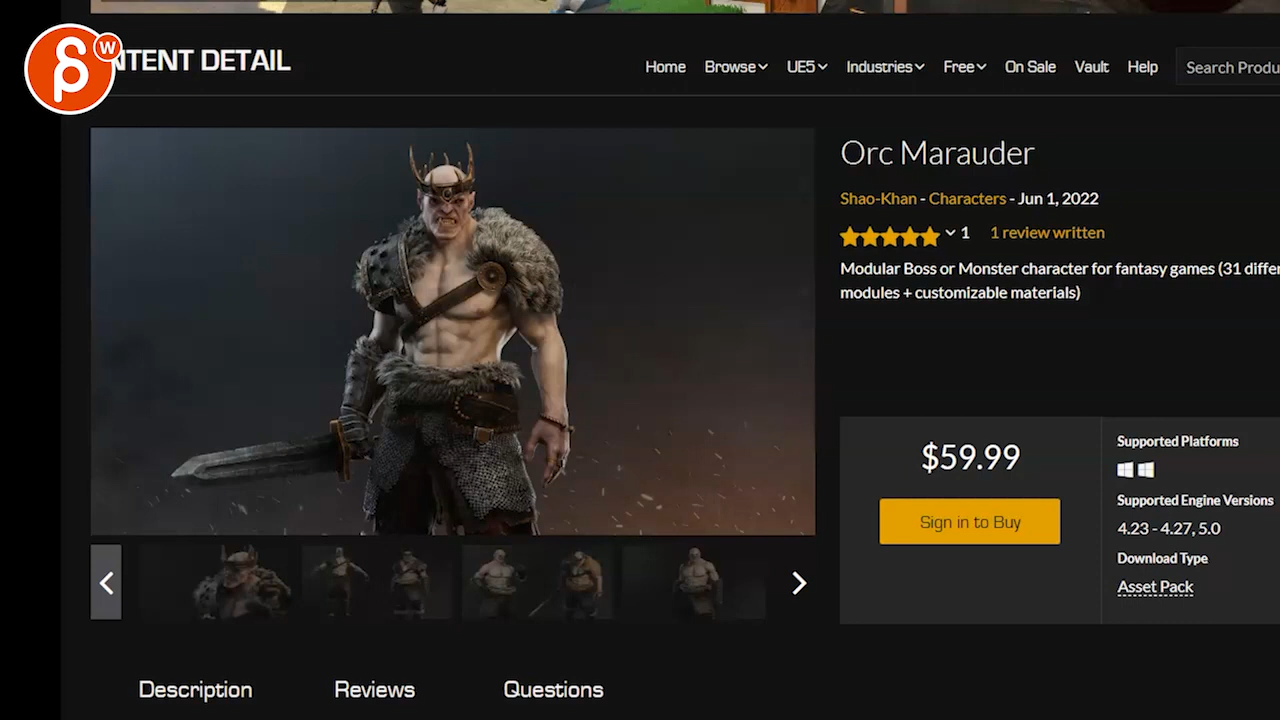 W
NTENT DETAIL
Home Browse UE5 Industries Free On Sale Vault Help Search Produ
Orc Marauder
Shao-Khan - Characters - Jun 1, 2022
1 1 review written
Modular Boss or Monster character for fantasy games (31 differ
modules + customizable materials)
$59.99
Sign in to Buy
Supported Platforms
Supported Engine Versions
4.23 - 4.27, 5.0
Download Type
Asset Pack
Description Reviews Questions